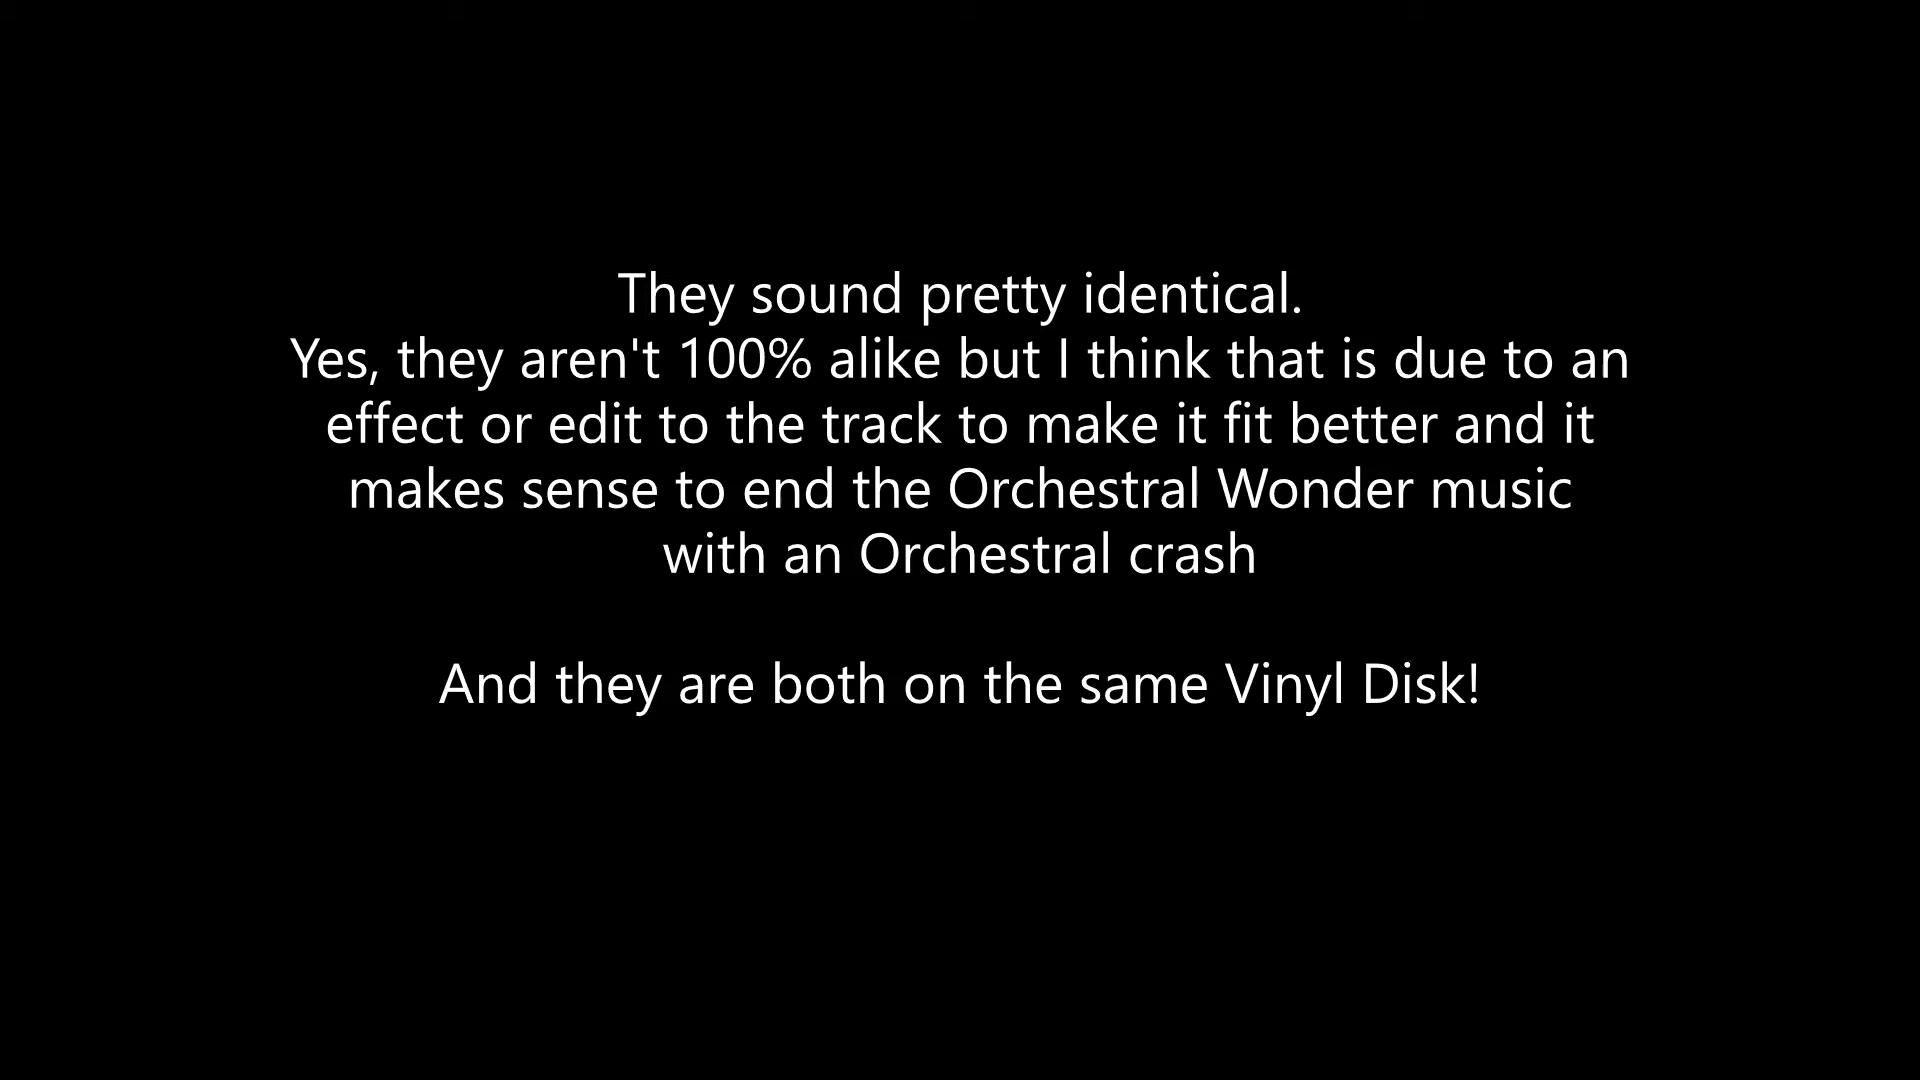 They sound pretty identical.
Yes, they aren't 100% alike but I think that is due to an
effect or edit to the track to make it fit better and it
makes sense to end the Orchestral Wonder music
with an Orchestral crash
And they are both on the same Vinyl Disk!